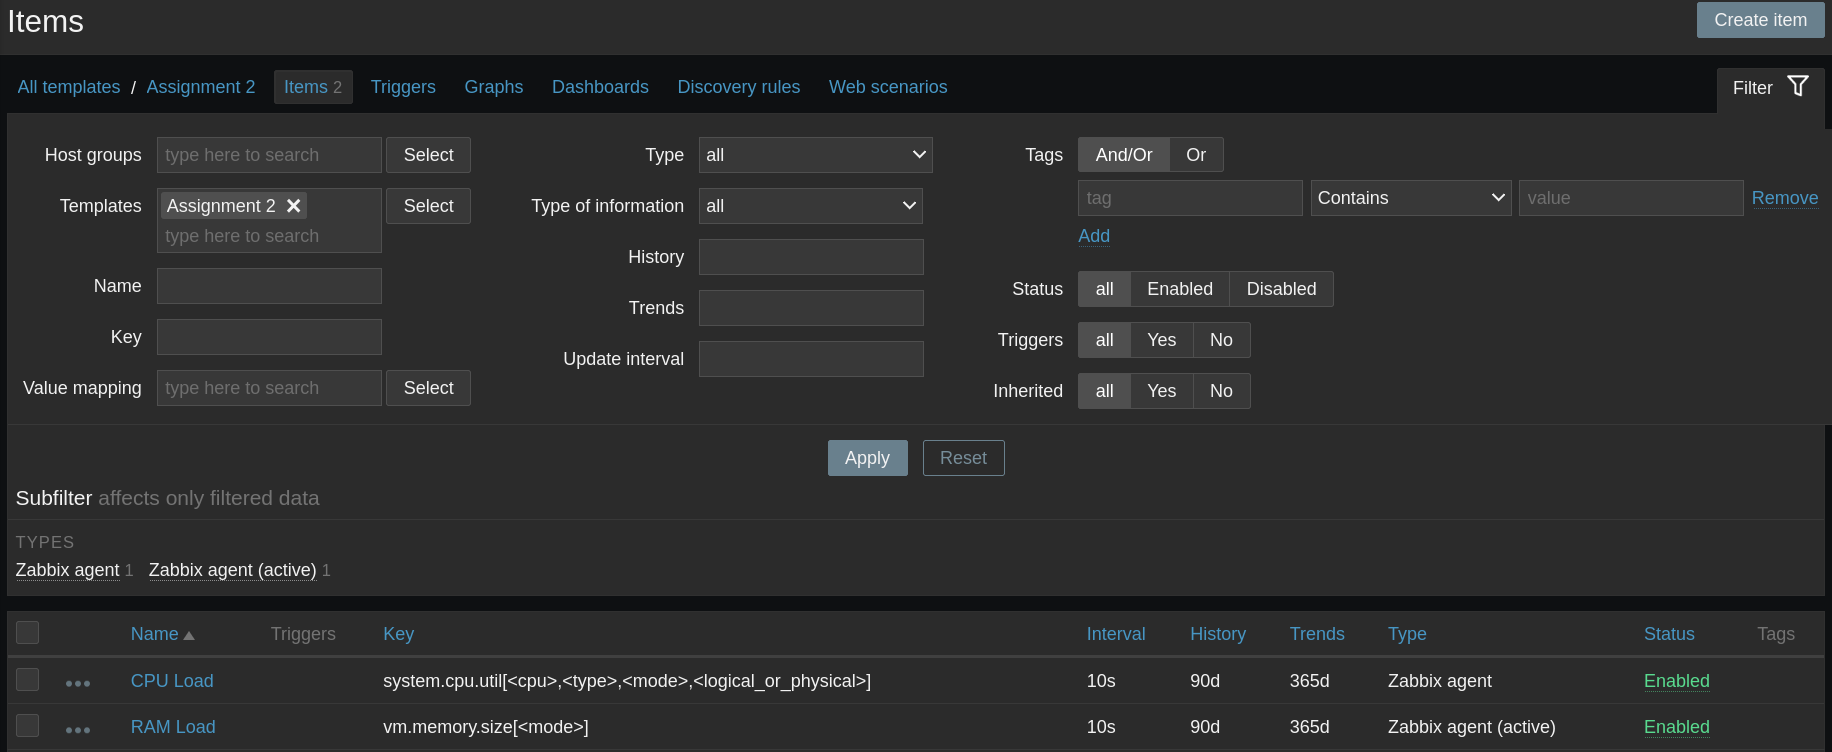 Items
Create item
All templates / Assignment 2 Items 2 Triggers Graphs Dashboards Discovery rules Web scenarios Filter
Host groups type here to search Select Type all Tags And/Or Or
Templates Assignment 2 Select Type of information all tag Contains value Remove
type here to search Add
Name History
Status all Enabled Disabled
Key Trends Triggers all Yes No
Value mapping type here to search Select Update interval Inherited all Yes No
Apply Reset
Subfilter affects only filtered data
TYPES
Zabbix agent 1 Zabbix agent (active) 1
Name Triggers Key Interval History Trends Type Status Tags
CPU Load system.cpu.util[<cpu>,<type>,<mode>,<logical_or_physical>] 10s 90d 365d Zabbix agent Enabled
RAM Load vm.memory.size[<mode>] 10s 90d 365d Zabbix agent (active) Enabled